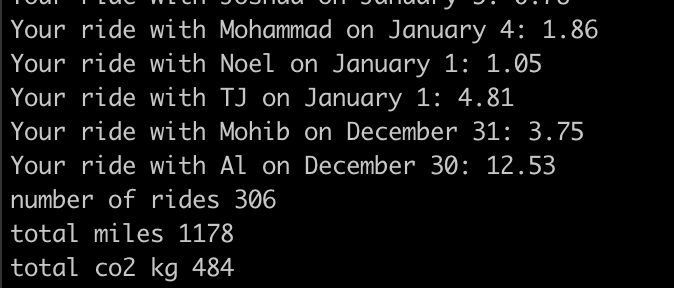 Your ride with Joshua on January 5: 0.78
Your ride with Mohammad on January 4: 1.86
Your ride with Noel on January 1: 1.05
Your ride with TJ on January 1: 4.81
Your ride with Mohib on December 31: 3.75
Your ride with Al on December 30: 12.53
number of rides 306
total miles 1178
total co2 kg 484